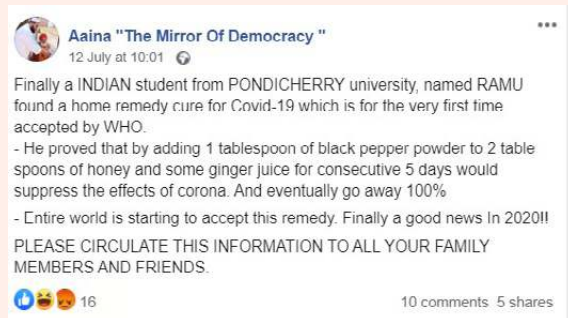 Aaina "The Mirror Of Democracy "
12 July at 10:01
Finally a INDIAN student from PONDICHERRY university, named RAMU
found a home remedy cure for Covid-19 which is for the very first time
accepted by WHO.
- He proved that by adding 1 tablespoon of black pepper powder to 2 table
spoons of honey and some ginger juice for consecutive 5 days would
suppress the effects of corona. And eventually go away 100%
- Entire world is starting to accept this remedy. Finally a good news In 2020!!
PLEASE CIRCULATE THIS INFORMATION TO ALL YOUR FAMILY
MEMBERS AND FRIENDS.
16 10 comments 5 shares